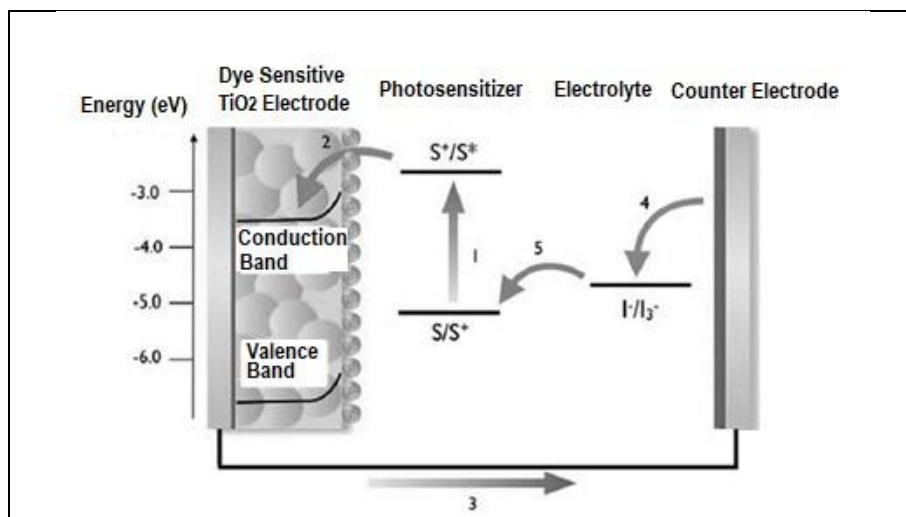 Dye Sensitive
TiO2 Electrode
Photosensitizer
Electrolyte
Counter Electrode
Energy (eV)
2
S⁺/S*
-3.0
4
Conduction
Band
-4.0
1
5
-5.0
S/S⁺
I⁻/I₃⁻
Valence
Band
-6.0
3